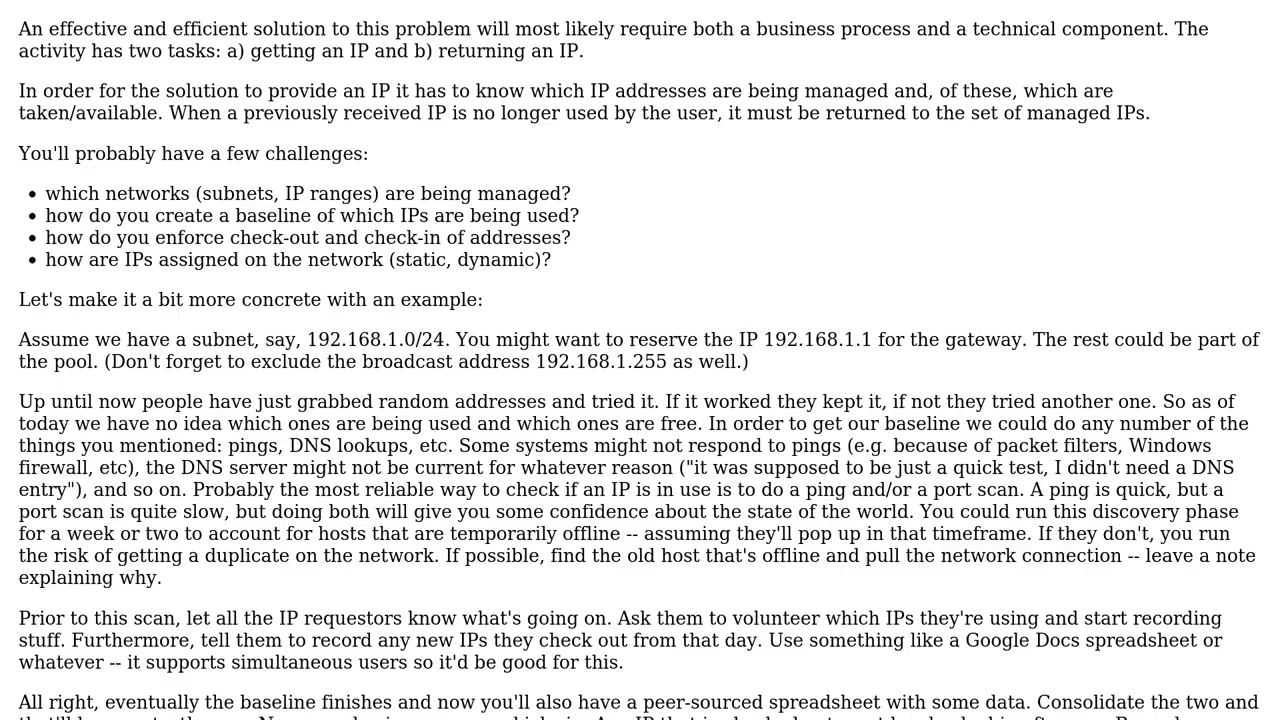 An effective and efficient solution to this problem will most likely require both a business process and a technical component. The
activity has two tasks: a) getting an IP and b) returning an IP.
In order for the solution to provide an IP it has to know which IP addresses are being managed and, of these, which are
taken/available. When a previously received IP is no longer used by the user, it must be returned to the set of managed IPs.
You'll probably have a few challenges:
• which networks (subnets, IP ranges) are being managed?
• how do you create a baseline of which IPs are being used?
• how do you enforce check-out and check-in of addresses?
• how are IPs assigned on the network (static, dynamic)?
Let's make it a bit more concrete with an example:
Assume we have a subnet, say, 192.168.1.0/24. You might want to reserve the IP 192.168.1.1 for the gateway. The rest could be part of
the pool. (Don't forget to exclude the broadcast address 192.168.1.255 as well.)
Up until now people have just grabbed random addresses and tried it. If it worked they kept it, if not they tried another one. So as of
today we have no idea which ones are being used and which ones are free. In order to get our baseline we could do any number of the
things you mentioned: pings, DNS lookups, etc. Some systems might not respond to pings (e.g. because of packet filters, Windows
firewall, etc), the DNS server might not be current for whatever reason ("it was supposed to be just a quick test, I didn't need a DNS
entry"), and so on. Probably the most reliable way to check if an IP is in use is to do a ping and/or a port scan. A ping is quick, but a
port scan is quite slow, but doing both will give you some confidence about the state of the world. You could run this discovery phase
for a week or two to account for hosts that are temporarily offline -- assuming they'll pop up in that timeframe. If they don't, you run
the risk of getting a duplicate on the network. If possible, find the old host that's offline and pull the network connection -- leave a note
explaining why.
Prior to this scan, let all the IP requestors know what's going on. Ask them to volunteer which IPs they're using and start recording
stuff. Furthermore, tell them to record any new IPs they check out from that day. Use something like a Google Docs spreadsheet or
whatever -- it supports simultaneous users so it'd be good for this.
All right, eventually the baseline finishes and now you'll also have a peer-sourced spreadsheet with some data. Consolidate the two and